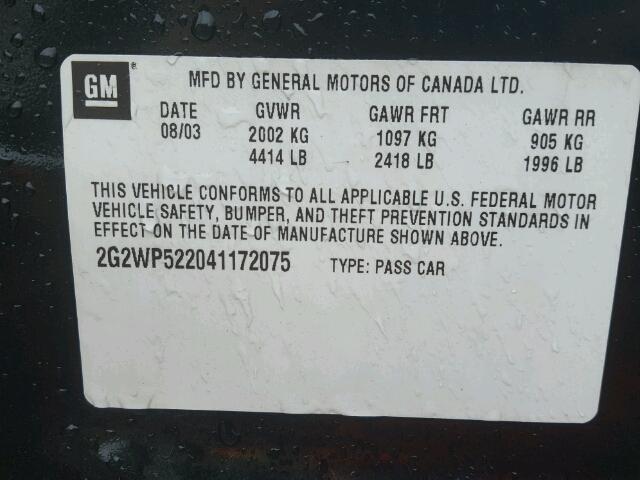 GM ®
MFD BY GENERAL MOTORS OF CANADA LTD.
DATE GVWR GAWR FRT GAWR RR
08/03 2002 KG 1097 KG 905 KG
4414 LB 2418 LB 1996 LB
THIS VEHICLE CONFORMS TO ALL APPLICABLE U.S. FEDERAL MOTOR
VEHICLE SAFETY, BUMPER, AND THEFT PREVENTION STANDARDS IN
EFFECT ON THE DATE OF MANUFACTURE SHOWN ABOVE.
2G2WP522041172075 TYPE: PASS CAR